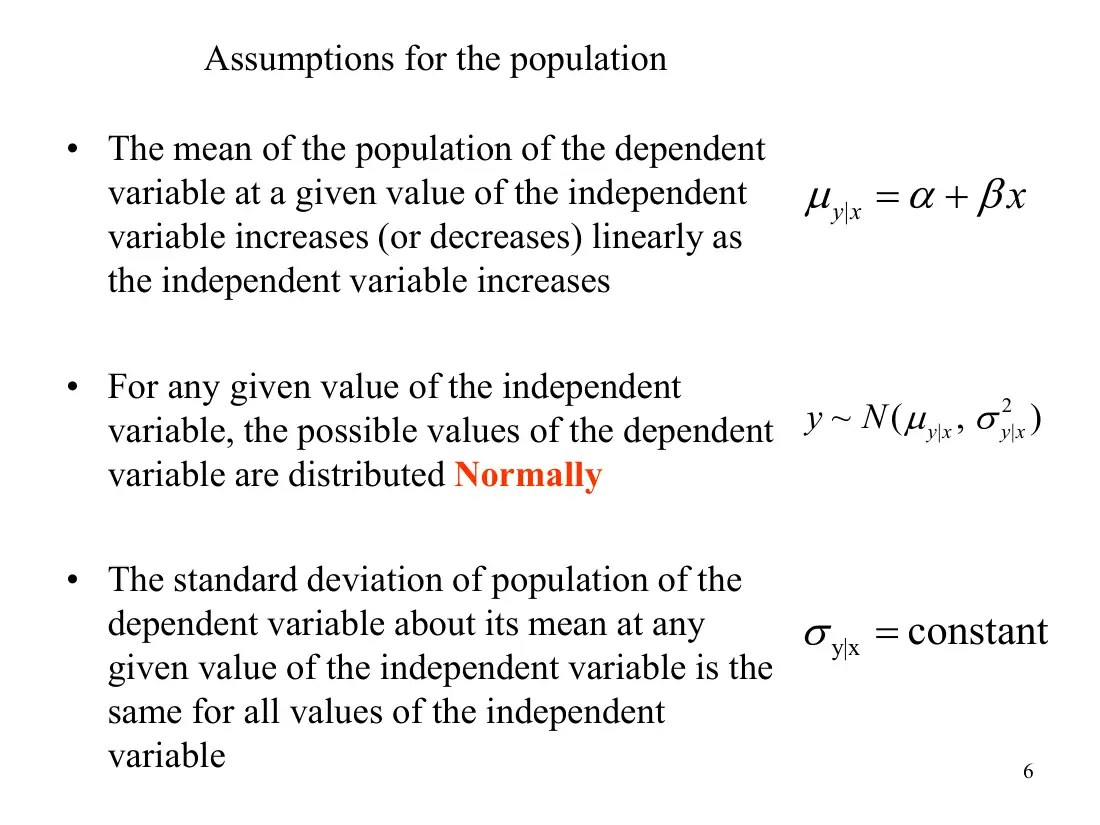 Assumptions for the population
• The mean of the population of the dependent
variable at a given value of the independent
variable increases (or decreases) linearly as
the independent variable increases
μ_{y|x} = α + βx
• For any given value of the independent
variable, the possible values of the dependent
variable are distributed Normally
y ~ N(μ_{y|x}, σ²_{y|x})
• The standard deviation of population of the
dependent variable about its mean at any
given value of the independent variable is the
same for all values of the independent
variable
σ_{y|x} = constant
6